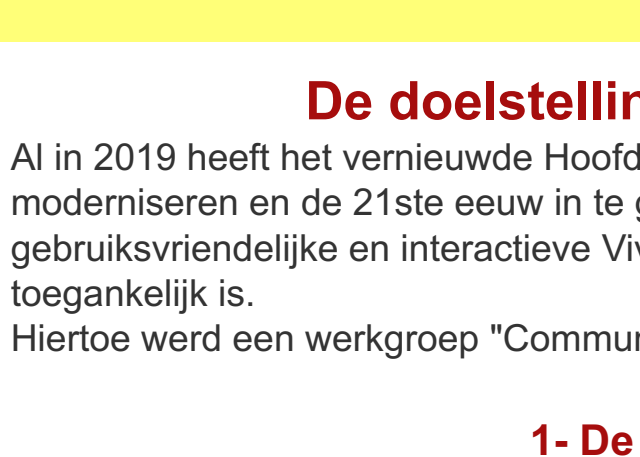 De doelstellin
Al in 2019 heeft het vernieuwde Hoofd
moderniseren en de 21ste eeuw in te g
gebruiksvriendelijke en interactieve Viv
toegankelijk is.
Hiertoe werd een werkgroep "Commun
1- De